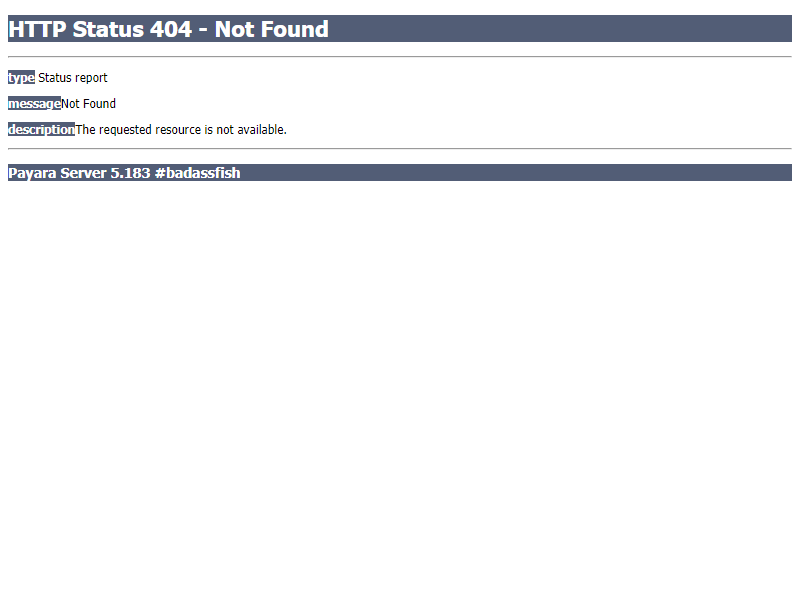 HTTP Status 404 - Not Found
type Status report
messageNot Found
descriptionThe requested resource is not available.
Payara Server 5.183 #badassfish